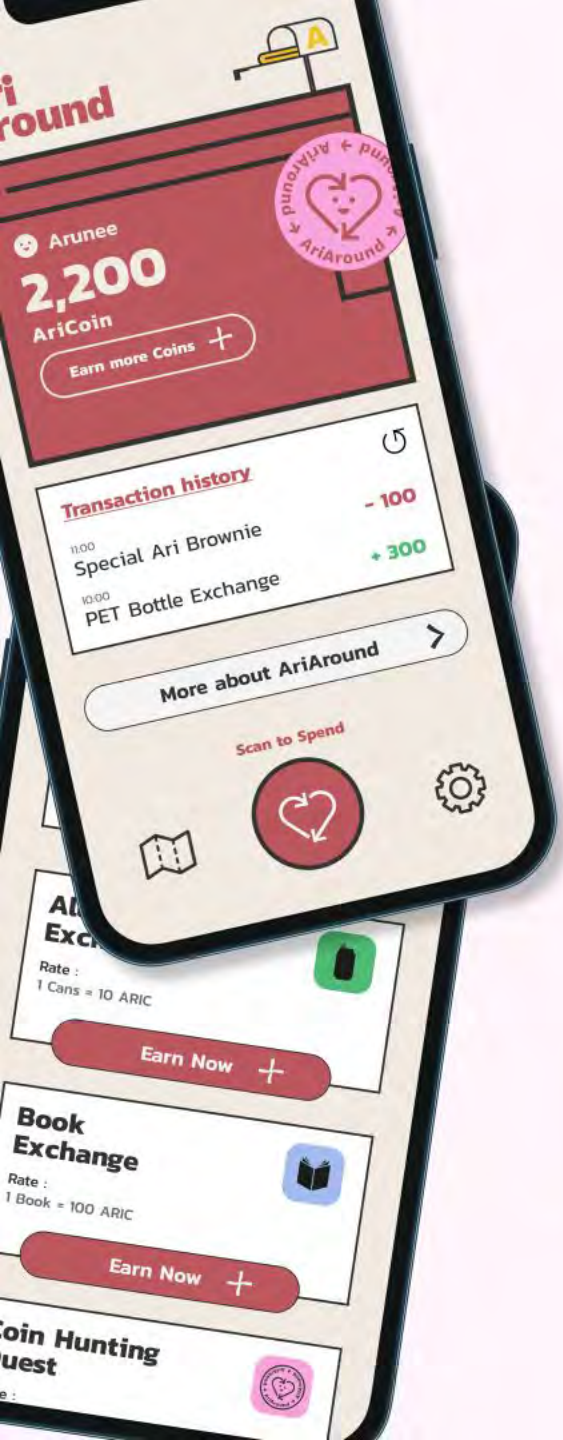 A
i
round
AriAround
AriAround
Arunee
2,200
AriCoin
Earn more Coins
Transaction history
11:00
Special Ari Brownie
- 100
10:00
PET Bottle Exchange
+ 300
More about AriAround
Scan to Spend
Rate :
1 Cans = 10 ARIC
Earn Now
Book
Exchange
Rate :
1 Book = 100 ARIC
Earn Now
oin Hunting
uest
e :